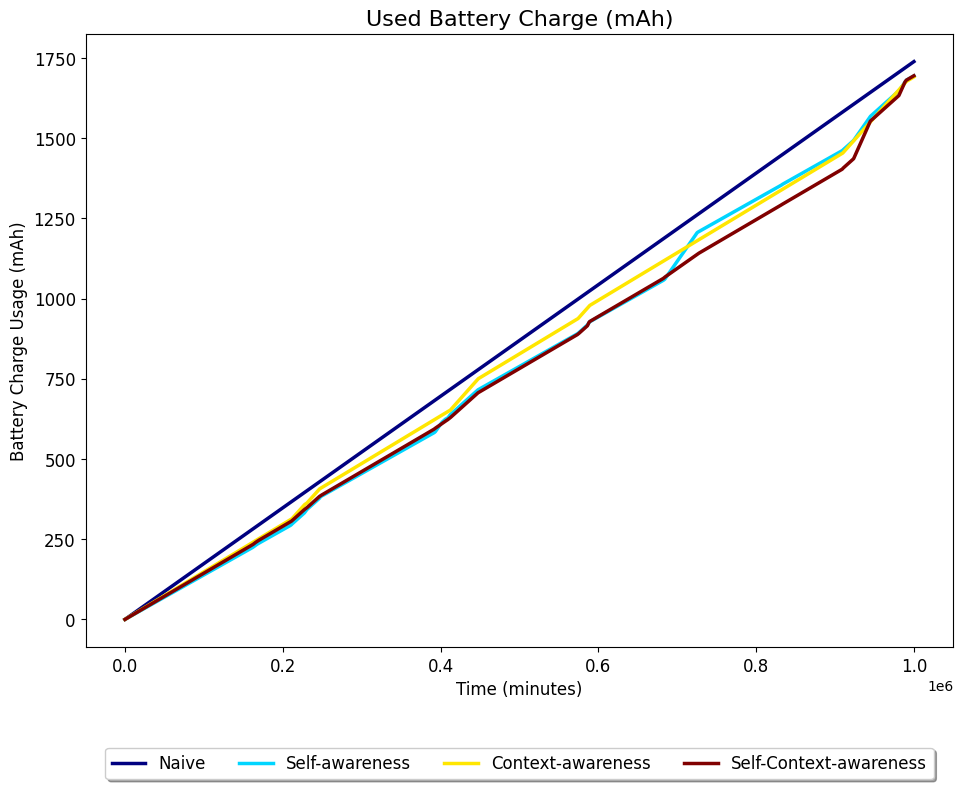 Used Battery Charge (mAh)
Battery Charge Usage (mAh)
1750
1500
1250
1000
750
500
250
0
0.0 0.2 0.4 0.6 0.8 1.0
1e6
Time (minutes)
Naive Self-awareness Context-awareness Self-Context-awareness